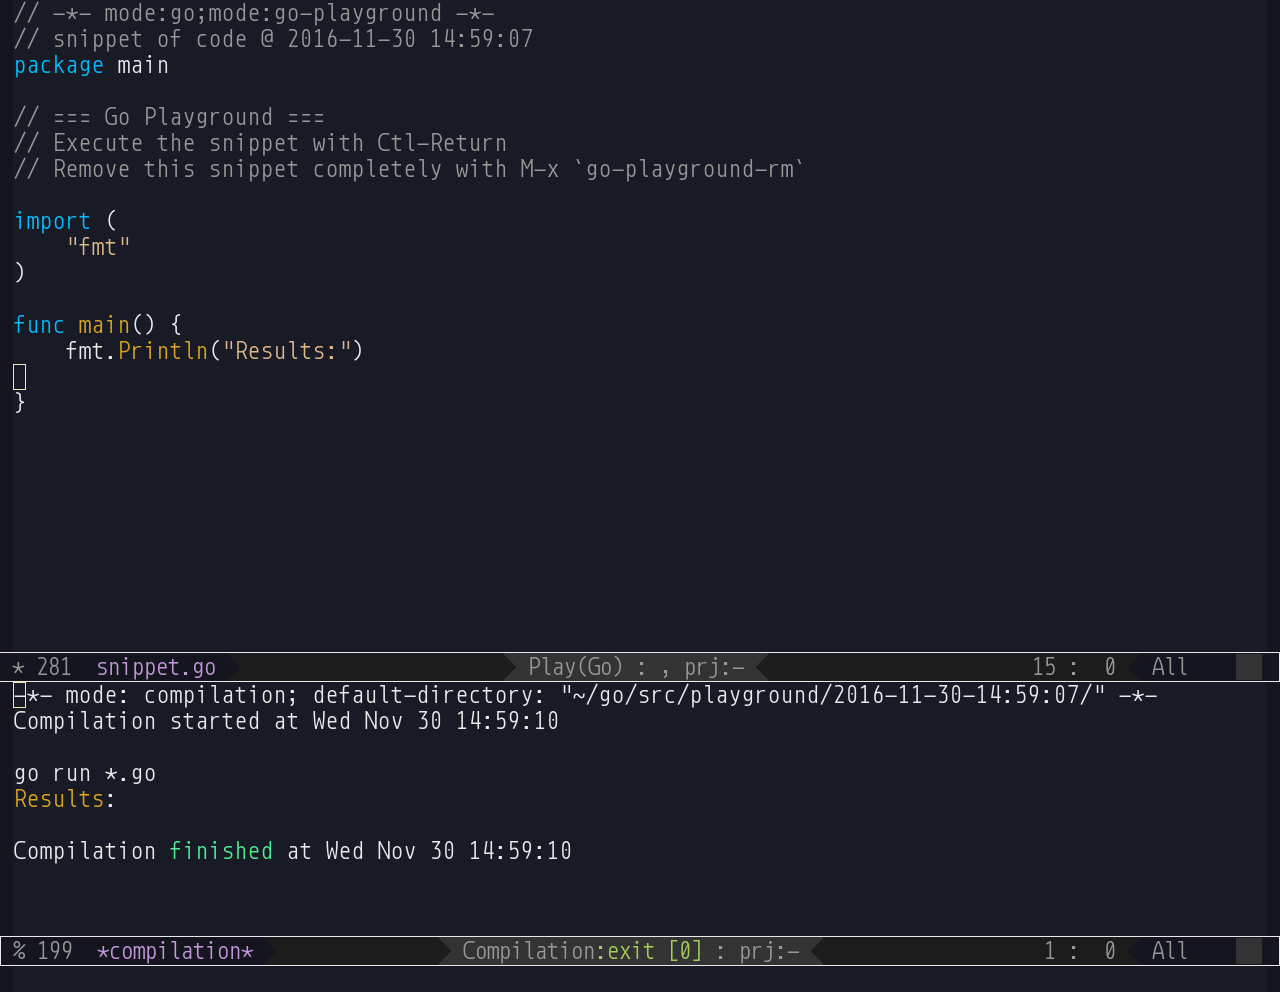 // -*- mode:go;mode:go-playground -*-
// snippet of code @ 2016-11-30 14:59:07
package main
// === Go Playground ===
// Execute the snippet with Ctl-Return
// Remove this snippet completely with M-x `go-playground-rm`
import (
    "fmt"
)
func main() {
    fmt.Println("Results:")
}
* 281 snippet.go Play(Go) : , prj:- 15 : 0 All
-*- mode: compilation; default-directory: "~/go/src/playground/2016-11-30-14:59:07/" -*-
Compilation started at Wed Nov 30 14:59:10
go run *.go
Results:
Compilation finished at Wed Nov 30 14:59:10
% 199 *compilation* Compilation:exit [0] : prj:- 1 : 0 All